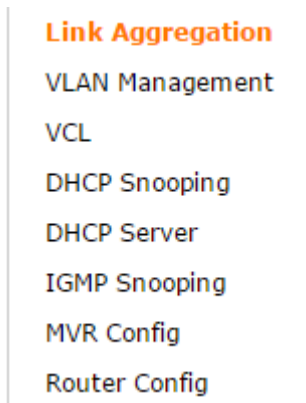 Link Aggregation
VLAN Management
VCL
DHCP Snooping
DHCP Server
IGMP Snooping
MVR Config
Router Config